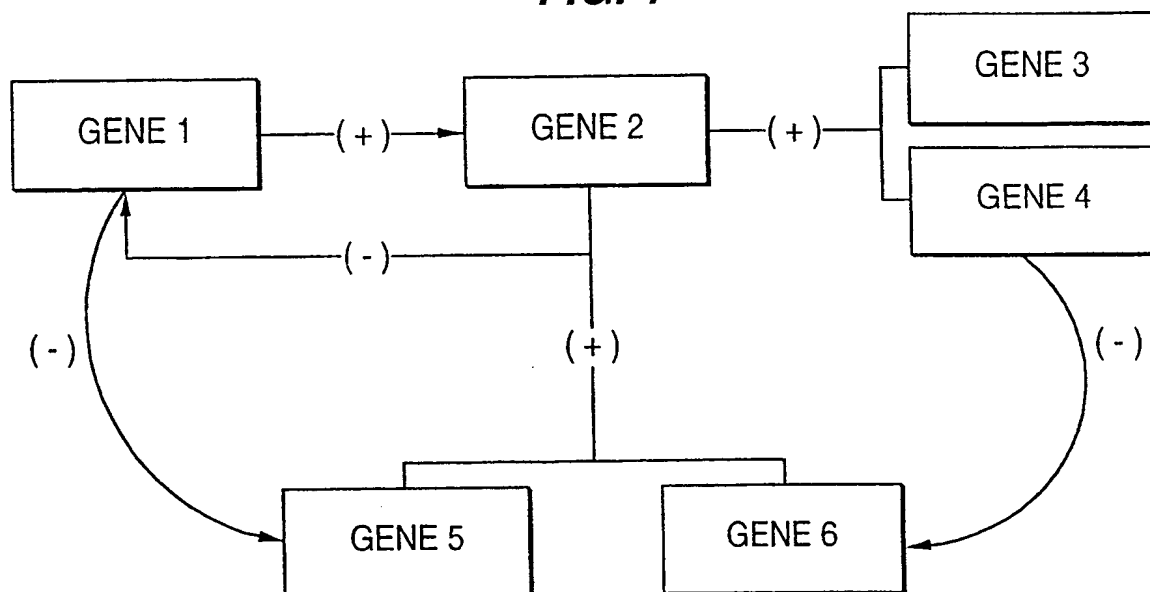 GENE 3
GENE 1
(+)
GENE 2
(+)
GENE 4
(-)
(-)
(+)
(-)
GENE 5
GENE 6